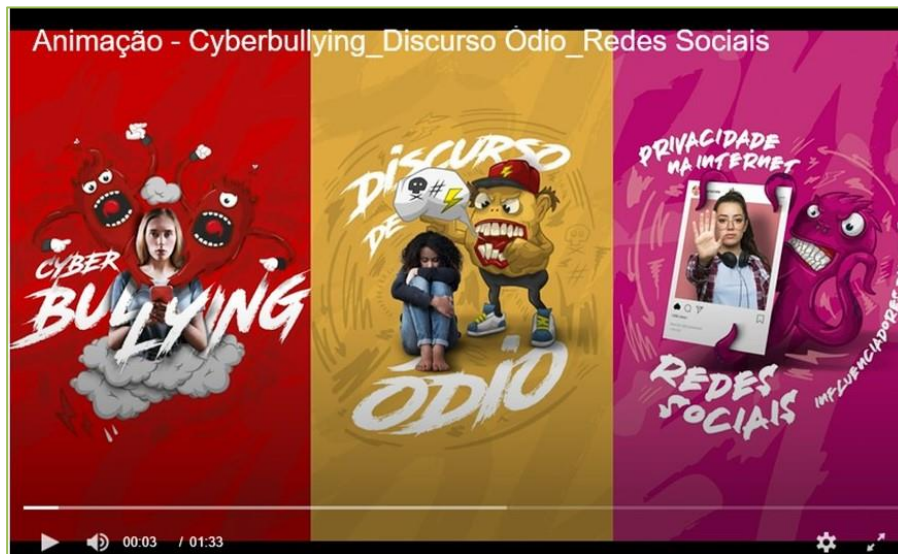 Animação - Cyberbullying_Discurso Ódio_Redes Sociais
CYBER
BULLYING
DISCURSO
DE
#
ÓDIO
PRIVACIDADE
NA INTERNET
REDES
SOCIAIS
00:03 / 01:33